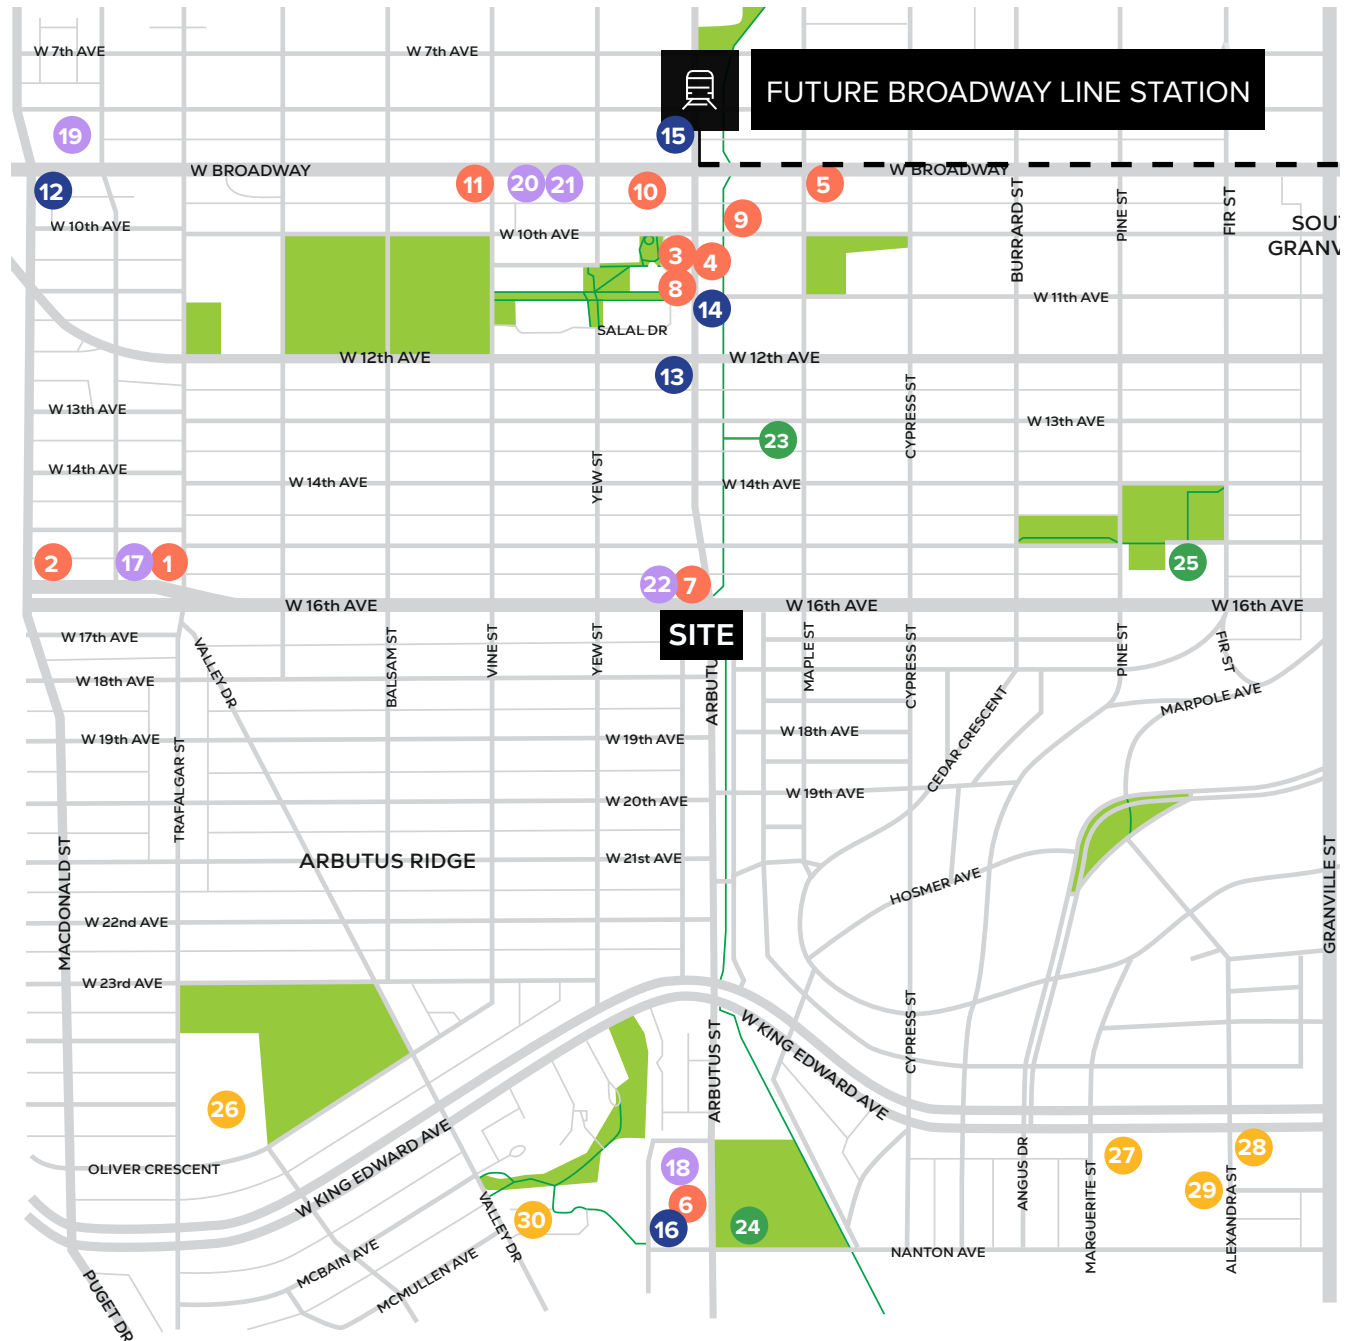 W 7th AVE
W 7th AVE
FUTURE BROADWAY LINE STATION
19
15
W BROADWAY
W BROADWAY
12
11
20
21
10
5
BURRARD ST
PINE ST
FIR ST
W 10th AVE
W 10th AVE
9
SOU
GRANV
3
4
8
14
W 11th AVE
SALAL DR
W 12th AVE
W 12th AVE
13
CYPRESS ST
W 13th AVE
W 13th AVE
23
W 14th AVE
W 14th AVE
YEW ST
W 14th AVE
2
17
1
22
7
25
W 16th AVE
W 16th AVE
W 16th AVE
SITE
W 17th AVE
VALLEY DR
BALSAM ST
VINE ST
YEW ST
ARBUTU
MAPLE ST
CYPRESS ST
PINE ST
FIR ST
W 18th AVE
MARPOLE AVE
CEDAR CRESCENT
W 19th AVE
TRAFALGAR ST
W 19th AVE
W 18th AVE
W 20th AVE
W 19th AVE
MACDONALD ST
ARBUTUS RIDGE
W 21st AVE
HOSMER AVE
GRANVILLE ST
W 22nd AVE
W 23rd AVE
ARBUTUS ST
W KING EDWARD AVE
CYPRESS ST
26
W KING EDWARD AVE
OLIVER CRESCENT
18
ANGUS DR
MARGUERITE ST
27
28
29
ALEXANDRA ST
6
16
24
30
VALLEY DR
NANTON AVE
MCBAIN AVE
MCMULLEN AVE
PUGET DR